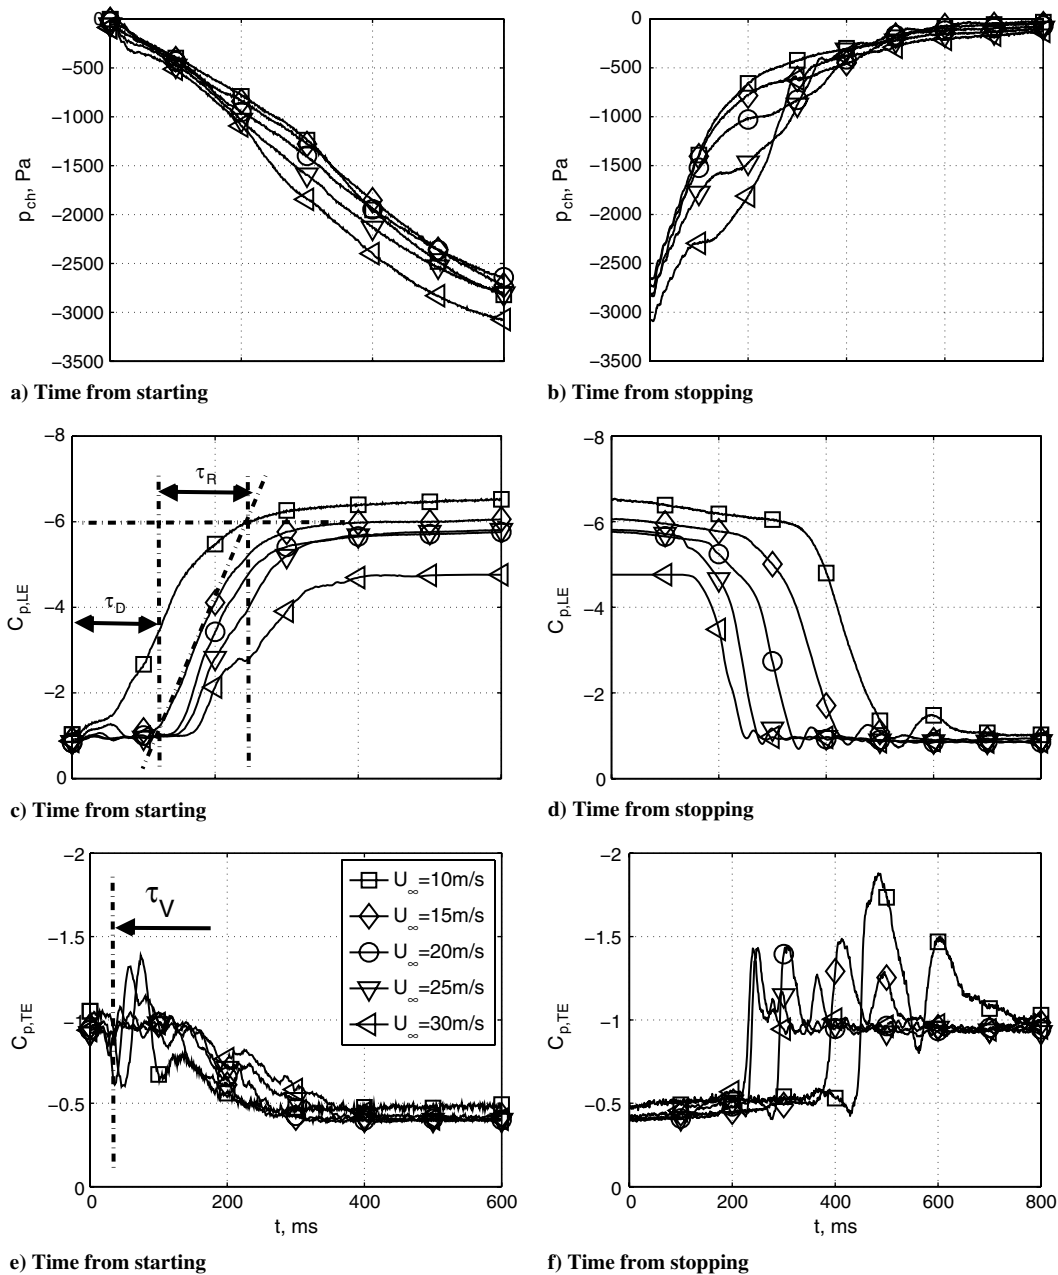 0
−500
−1000
−1500
−2000
−2500
−3000
−3500
p_ch, Pa
a) Time from starting
0
−500
−1000
−1500
−2000
−2500
−3000
−3500
p_ch, Pa
b) Time from stopping
−8
−6
−4
−2
0
C_p,LE
τ_R
τ_D
c) Time from starting
−8
−6
−4
−2
0
C_p,LE
d) Time from stopping
−2
−1.5
−1
−0.5
0
C_p,TE
τ_V
U_∞=10m/s
U_∞=15m/s
U_∞=20m/s
U_∞=25m/s
U_∞=30m/s
0 200 400 600
t, ms
e) Time from starting
−2
−1.5
−1
−0.5
0
C_p,TE
0 200 400 600 800
t, ms
f) Time from stopping